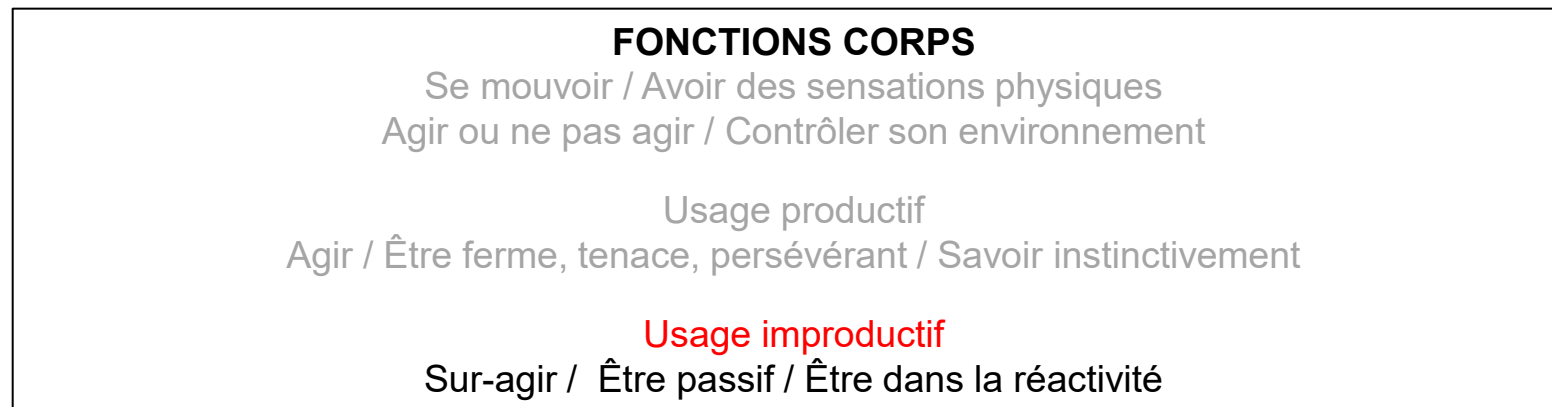 FONCTIONS CORPS
Se mouvoir / Avoir des sensations physiques
Agir ou ne pas agir / Contrôler son environnement
Usage productif
Agir / Être ferme, tenace, persévérant / Savoir instinctivement
Usage improductif
Sur-agir /  Être passif / Être dans la réactivité